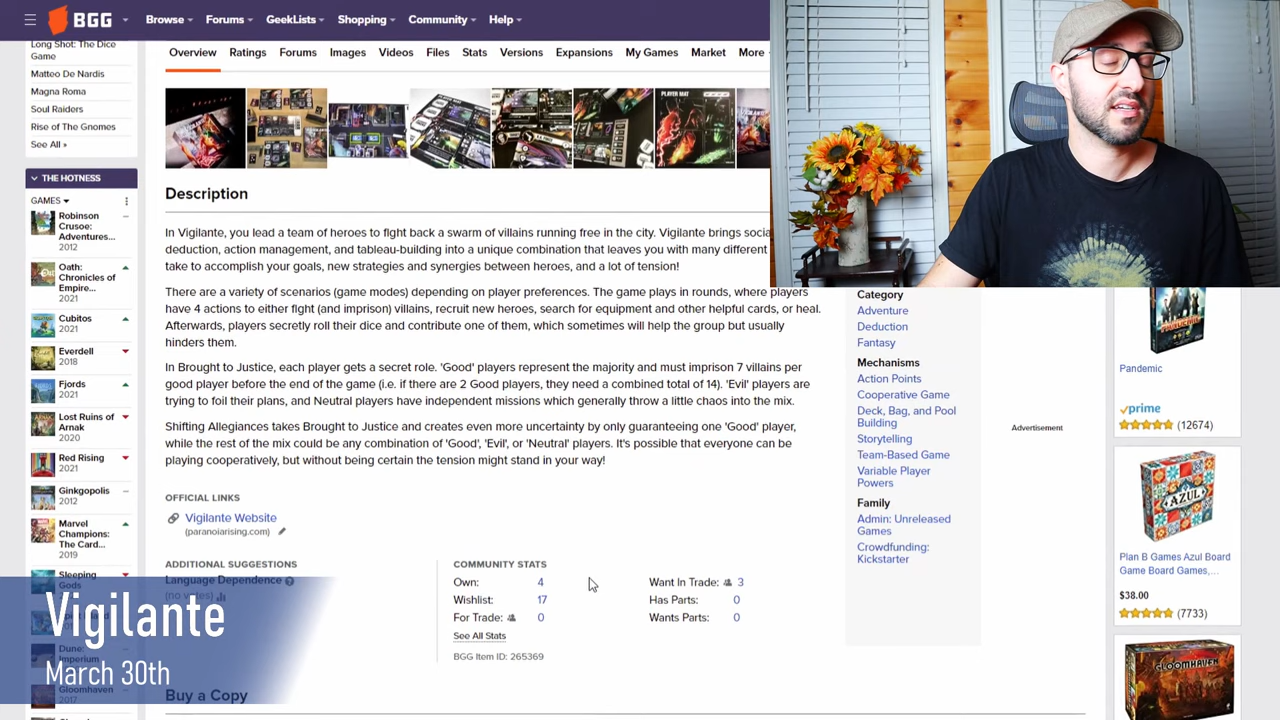 BGG
Browse
Forums
GeekLists
Shopping
Community
Help
Long Shot: The Dice
Game
Matteo De Nardis
Magna Roma
Soul Raiders
Rise of The Gnomes
See All »
THE HOTNESS
GAMES
Robinson
Crusoe:
Adventures...
2012
Oath:
Chronicles of
Empire...
2021
Cubitos
2021
Everdell
2018
Fjords
2021
Lost Ruins of
Arnak
2020
Red Rising
2021
Ginkgopolis
2012
Marvel
Champions:
The Card...
2019
Sleeping
Gods
Dune:
Imperium
Gloomhaven
2017
Overview
Ratings
Forums
Images
Videos
Files
Stats
Versions
Expansions
My Games
Market
More
Description
In Vigilante, you lead a team of heroes to fight back a swarm of villains running free in the city. Vigilante brings socia
deduction, action management, and tableau-building into a unique combination that leaves you with many different
take to accomplish your goals, new strategies and synergies between heroes, and a lot of tension!
There are a variety of scenarios (game modes) depending on player preferences. The game plays in rounds, where players
have 4 actions to either fight (and imprison) villains, recruit new heroes, search for equipment and other helpful cards, or heal.
Afterwards, players secretly roll their dice and contribute one of them, which sometimes will help the group but usually
hinders them.
In Brought to Justice, each player gets a secret role. 'Good' players represent the majority and must imprison 7 villains per
good player before the end of the game (i.e. if there are 2 Good players, they need a combined total of 14). 'Evil' players are
trying to foil their plans, and Neutral players have independent missions which generally throw a little chaos into the mix.
Shifting Allegiances takes Brought to Justice and creates even more uncertainty by only guaranteeing one 'Good' player,
while the rest of the mix could be any combination of 'Good', 'Evil', or 'Neutral' players. It's possible that everyone can be
playing cooperatively, but without being certain the tension might stand in your way!
OFFICIAL LINKS
Vigilante Website
(paranoiarising.com)
ADDITIONAL SUGGESTIONS
Language Dependence
(no votes)
COMMUNITY STATS
Own: 4
Wishlist: 17
For Trade: 0
See All Stats
BGG Item ID: 265369
Want In Trade: 3
Has Parts: 0
Wants Parts: 0
Buy a Copy
Category
Adventure
Deduction
Fantasy
Mechanisms
Action Points
Cooperative Game
Deck, Bag, and Pool
Building
Storytelling
Team-Based Game
Variable Player
Powers
Family
Admin: Unreleased
Games
Crowdfunding:
Kickstarter
Advertisement
Pandemic
prime
(12674)
AZUL
Plan B Games Azul Board
Game Board Games,...
$38.00
(7733)
GLOOMHAVEN
Vigilante
March 30th